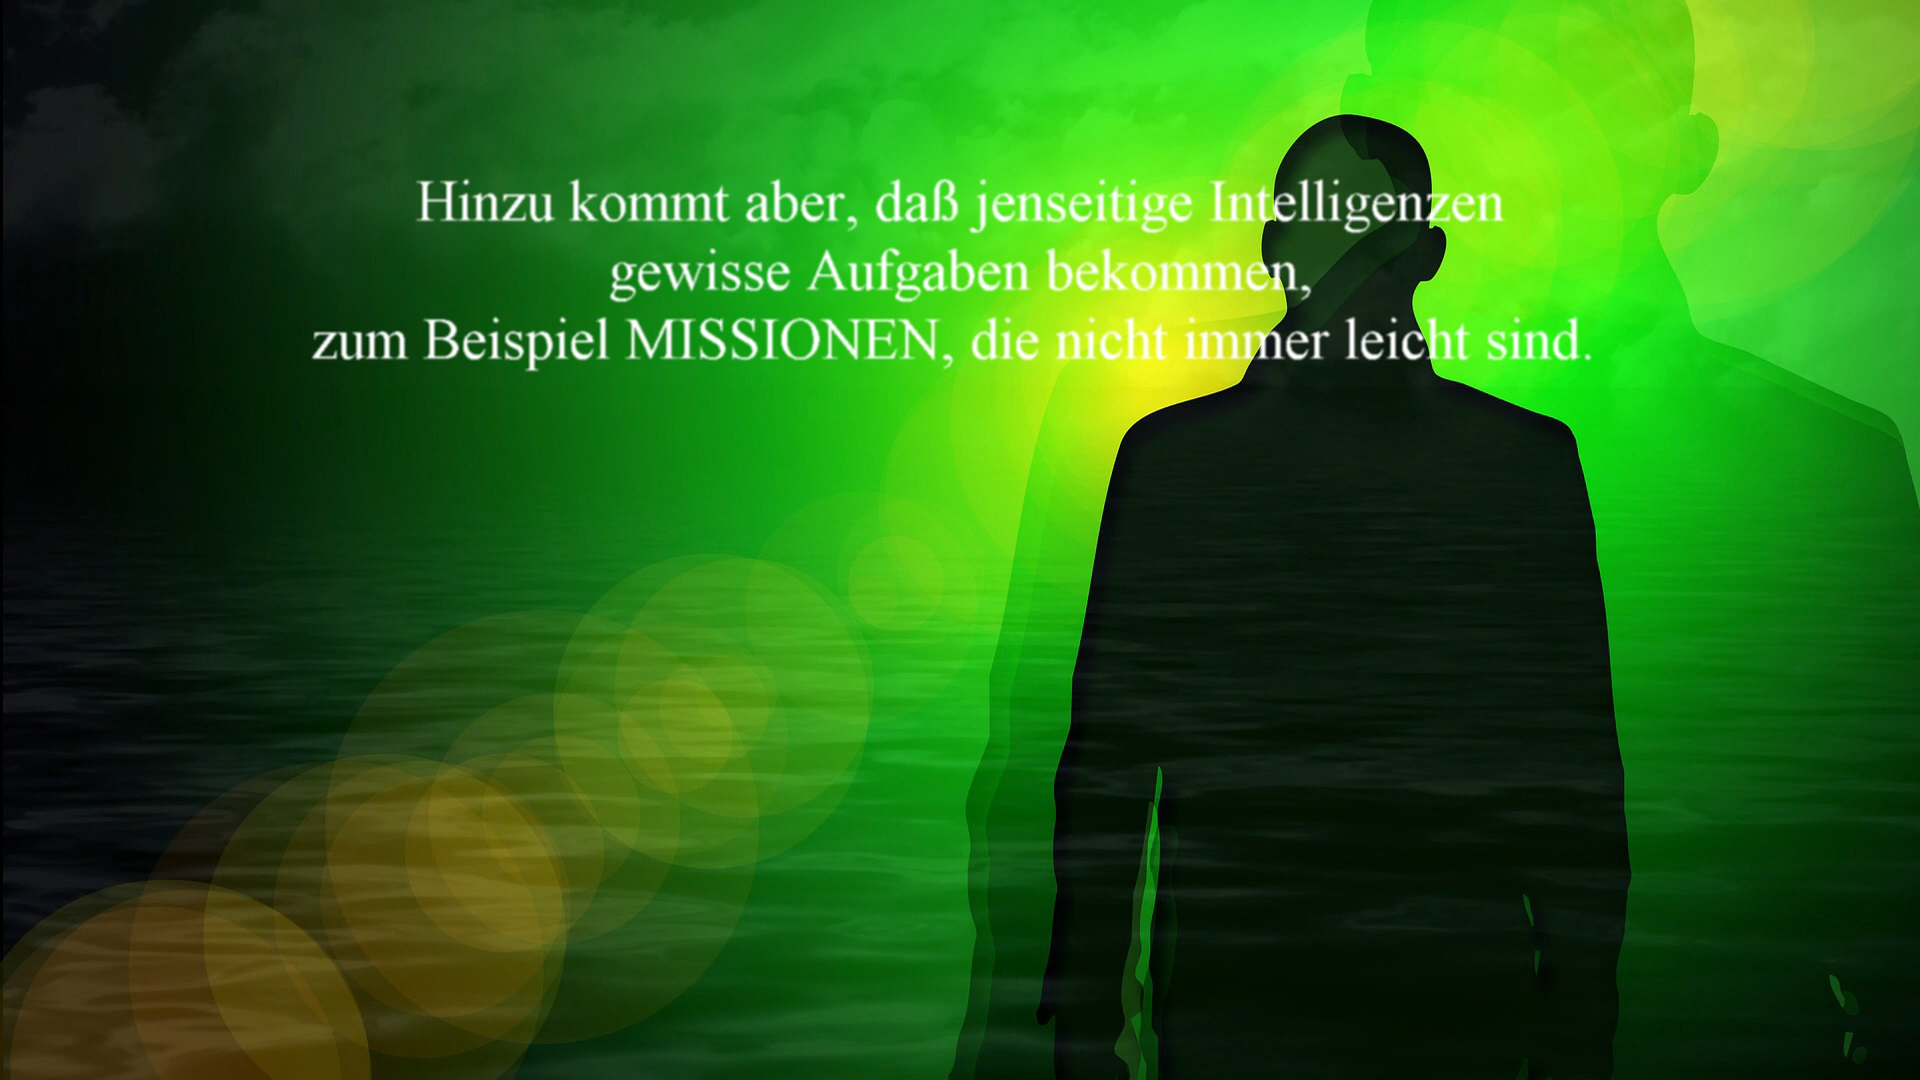 Hinzu kommt aber, daß jenseitige Intelligenzen
gewisse Aufgaben bekommen,
zum Beispiel MISSIONEN, die nicht immer leicht sind.